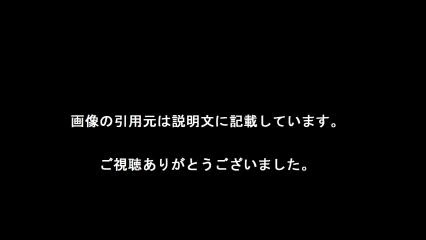 画像の引用元は説明文に記載しています。
ご視聴ありがとうございました。